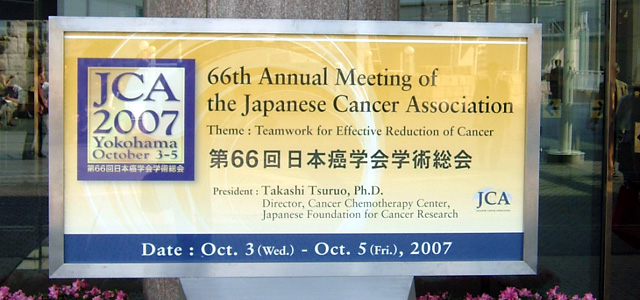 JCA
2007
Yokohama
October 3-5
第66回日本癌学会学術総会
66th Annual Meeting of
the Japanese Cancer Association
Theme : Teamwork for Effective Reduction of Cancer
第66回日本癌学会学術総会
President : Takashi Tsuruo, Ph.D.
Director, Cancer Chemotherapy Center,
Japanese Foundation for Cancer Research
JCA
Date : Oct. 3 (Wed.) - Oct. 5 (Fri.), 2007